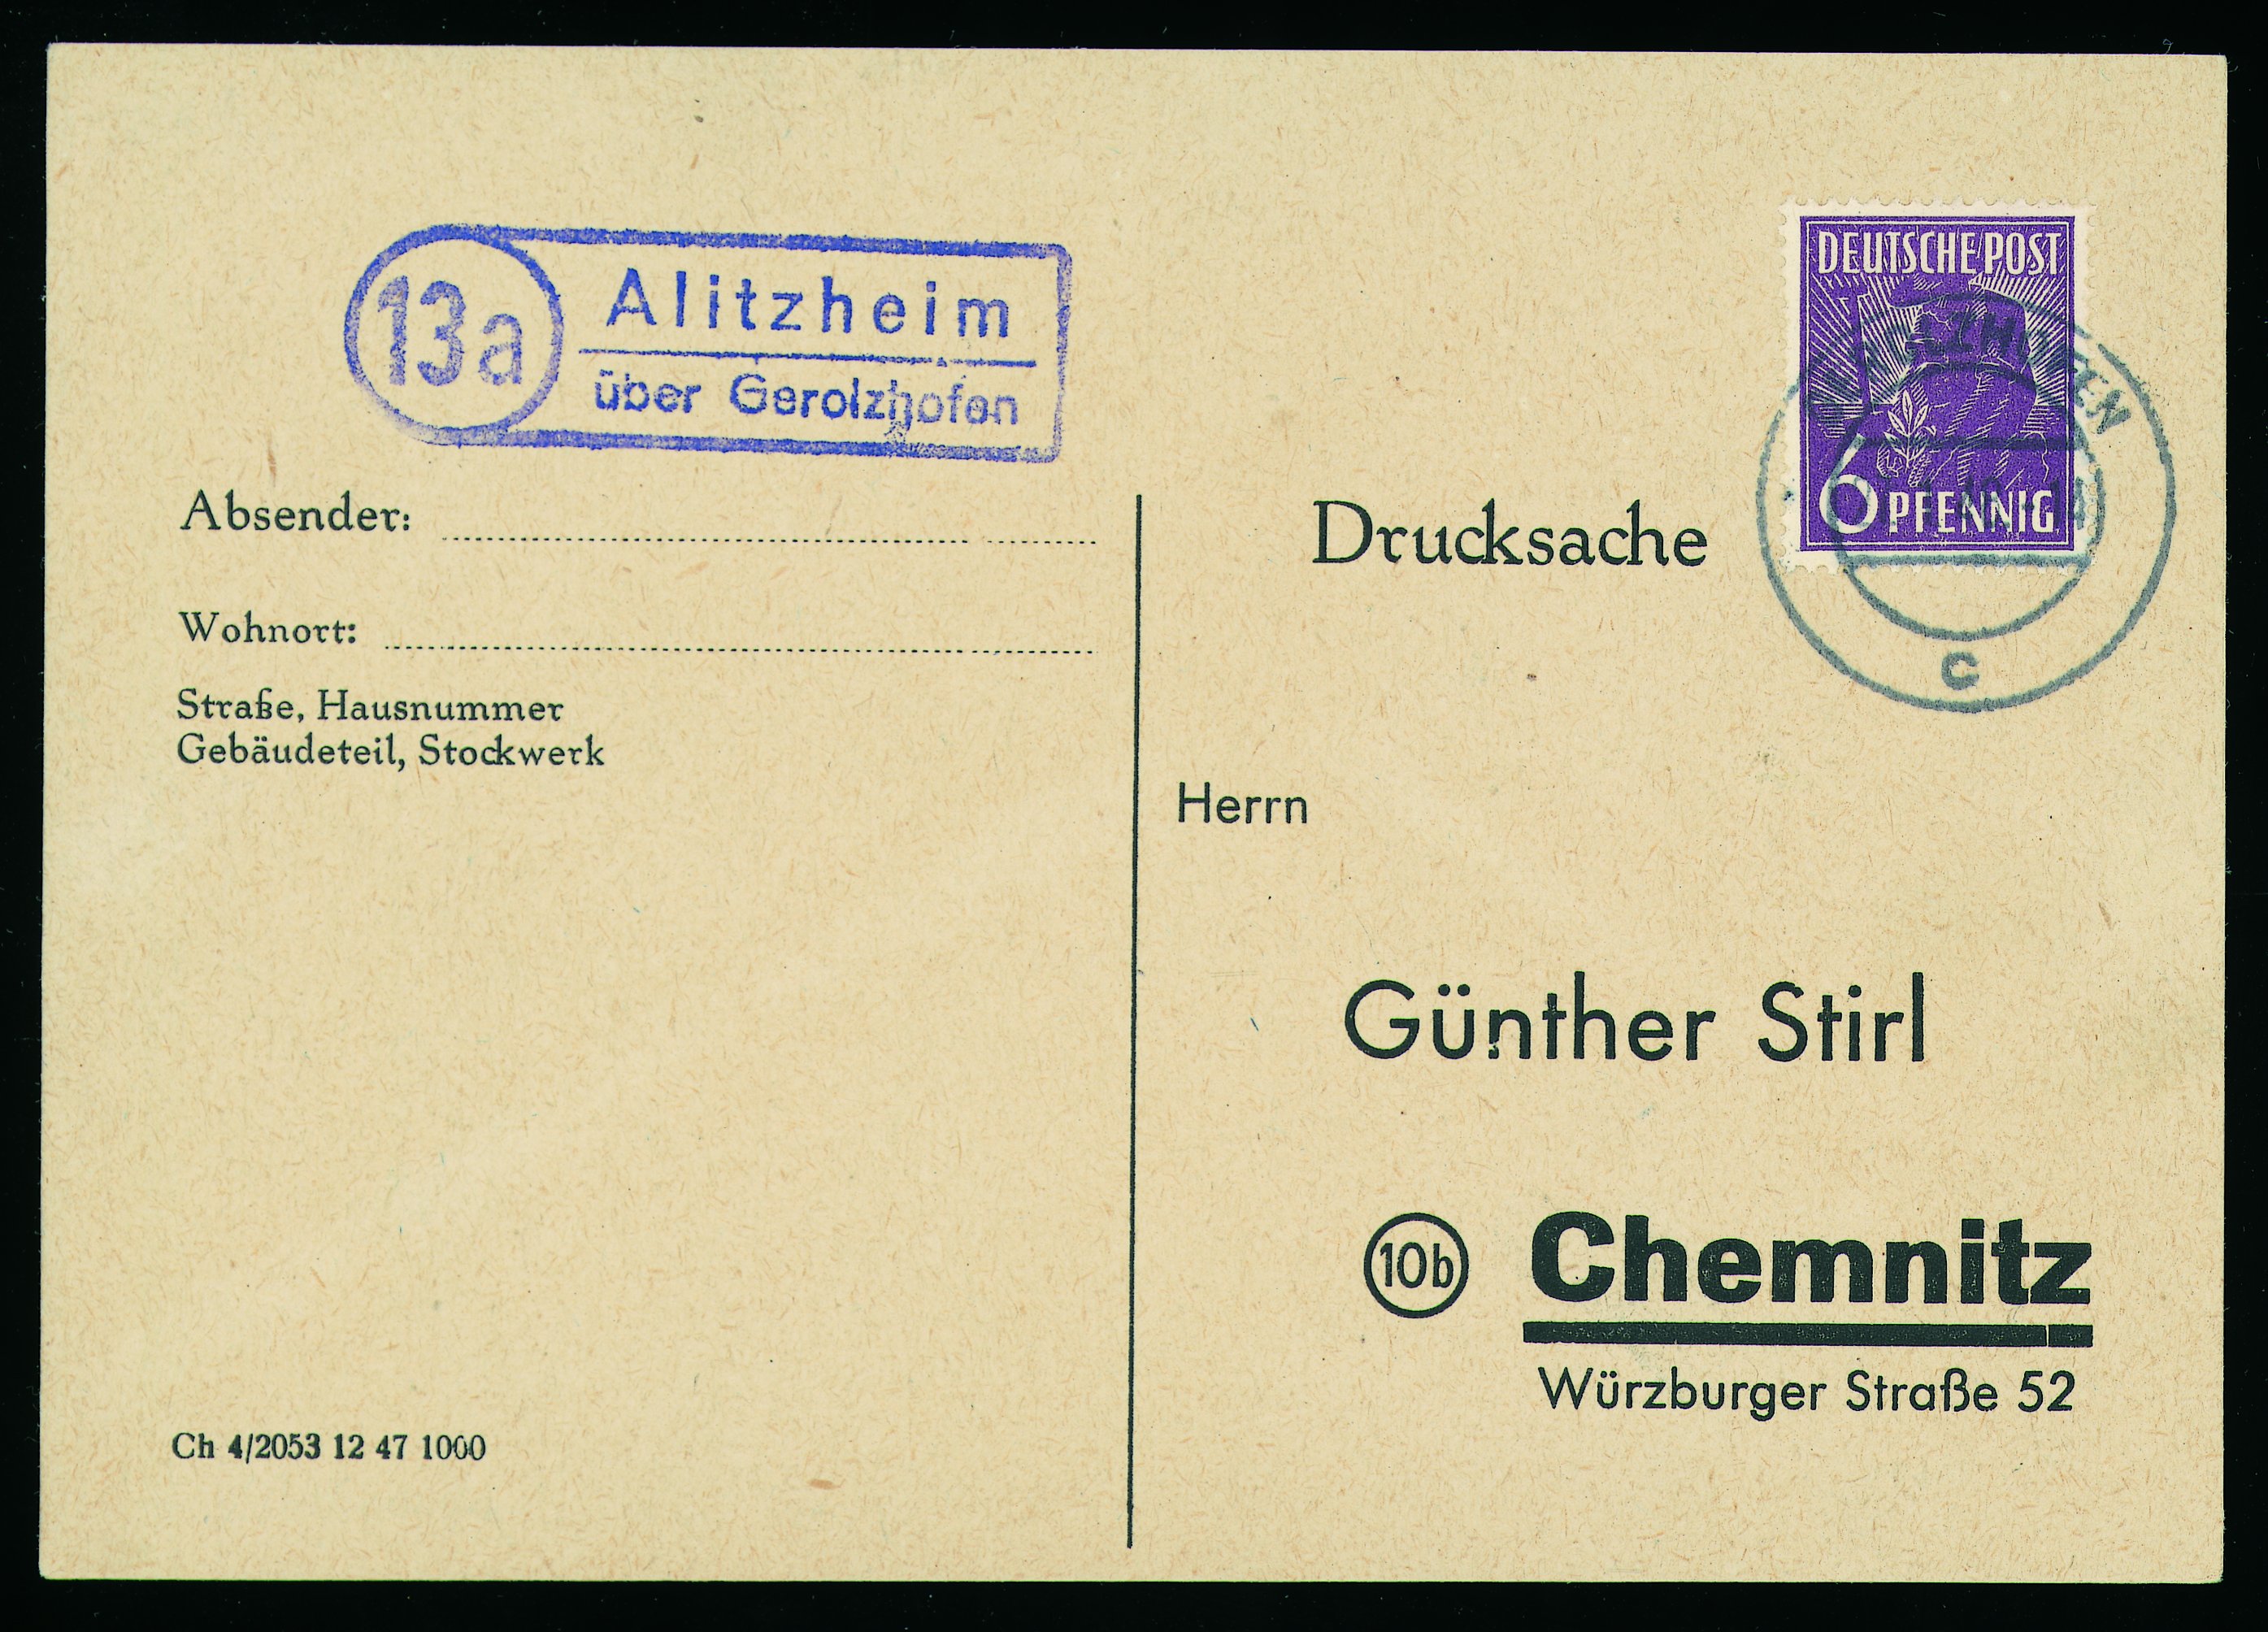 13a
Alitzheim
über Gerolzhofen
DEUTSCHE POST
6 PFENNIG
c
Absender:
Drucksache
Wohnort:
Straße, Hausnummer
Gebäudeteil, Stockwerk
Herrn
Günther Stirl
10b Chemnitz
Würzburger Straße 52
Ch 4/2053 12 47 1000